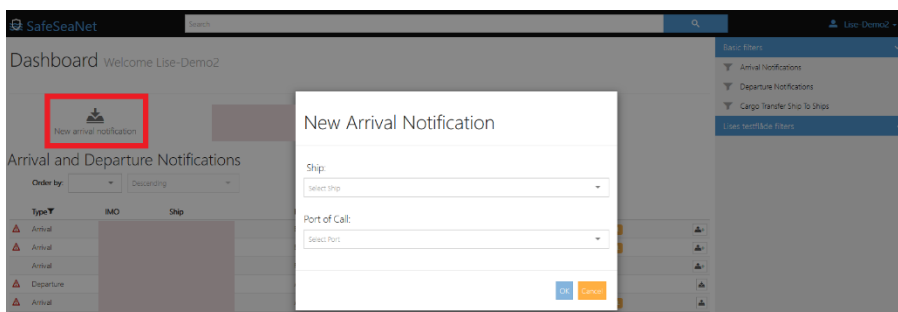 SafeSeaNet
Search
Lise-Demo2
Dashboard Welcome Lise-Demo2
Basic filters
Arrival Notifications
Departure Notifications
Cargo Transfer Ship To Ships
Lises testflåde filters
New arrival notification
Arrival and Departure Notifications
Order by:
Descending
Type IMO Ship
Arrival
Arrival
Arrival
Departure
Arrival
New Arrival Notification
Ship:
Select Ship
Port of Call:
Select Port
OK Cancel